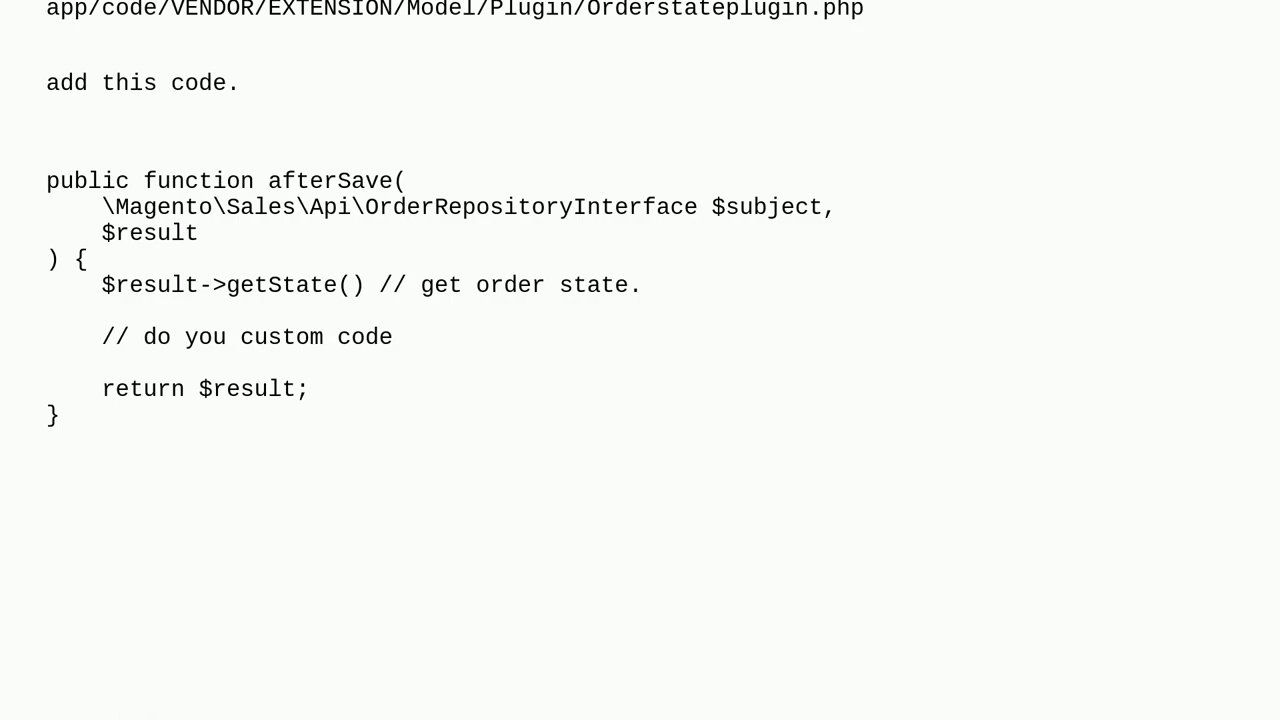 app/code/VENDOR/EXTENSION/Model/Plugin/Orderstateplugin.php
add this code.
public function afterSave(
    \Magento\Sales\Api\OrderRepositoryInterface $subject,
    $result
) {
    $result->getState() // get order state.
    // do you custom code
    return $result;
}